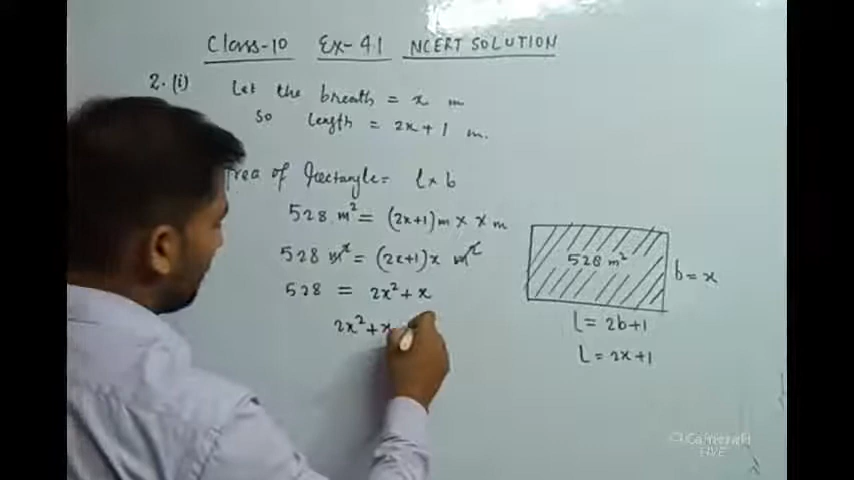 Class-10 Ex-4.1 NCERT SOLUTION
2.(i) Let the breath = x m
So length = 2x+1 m.
rea of Rectangle = l × b
528 m² = (2x+1)m × x m
528 m² = (2x+1)x m²
528 = 2x²+x
2x²+x
528 m²
b = x
L = 2b+1
L = 2x+1